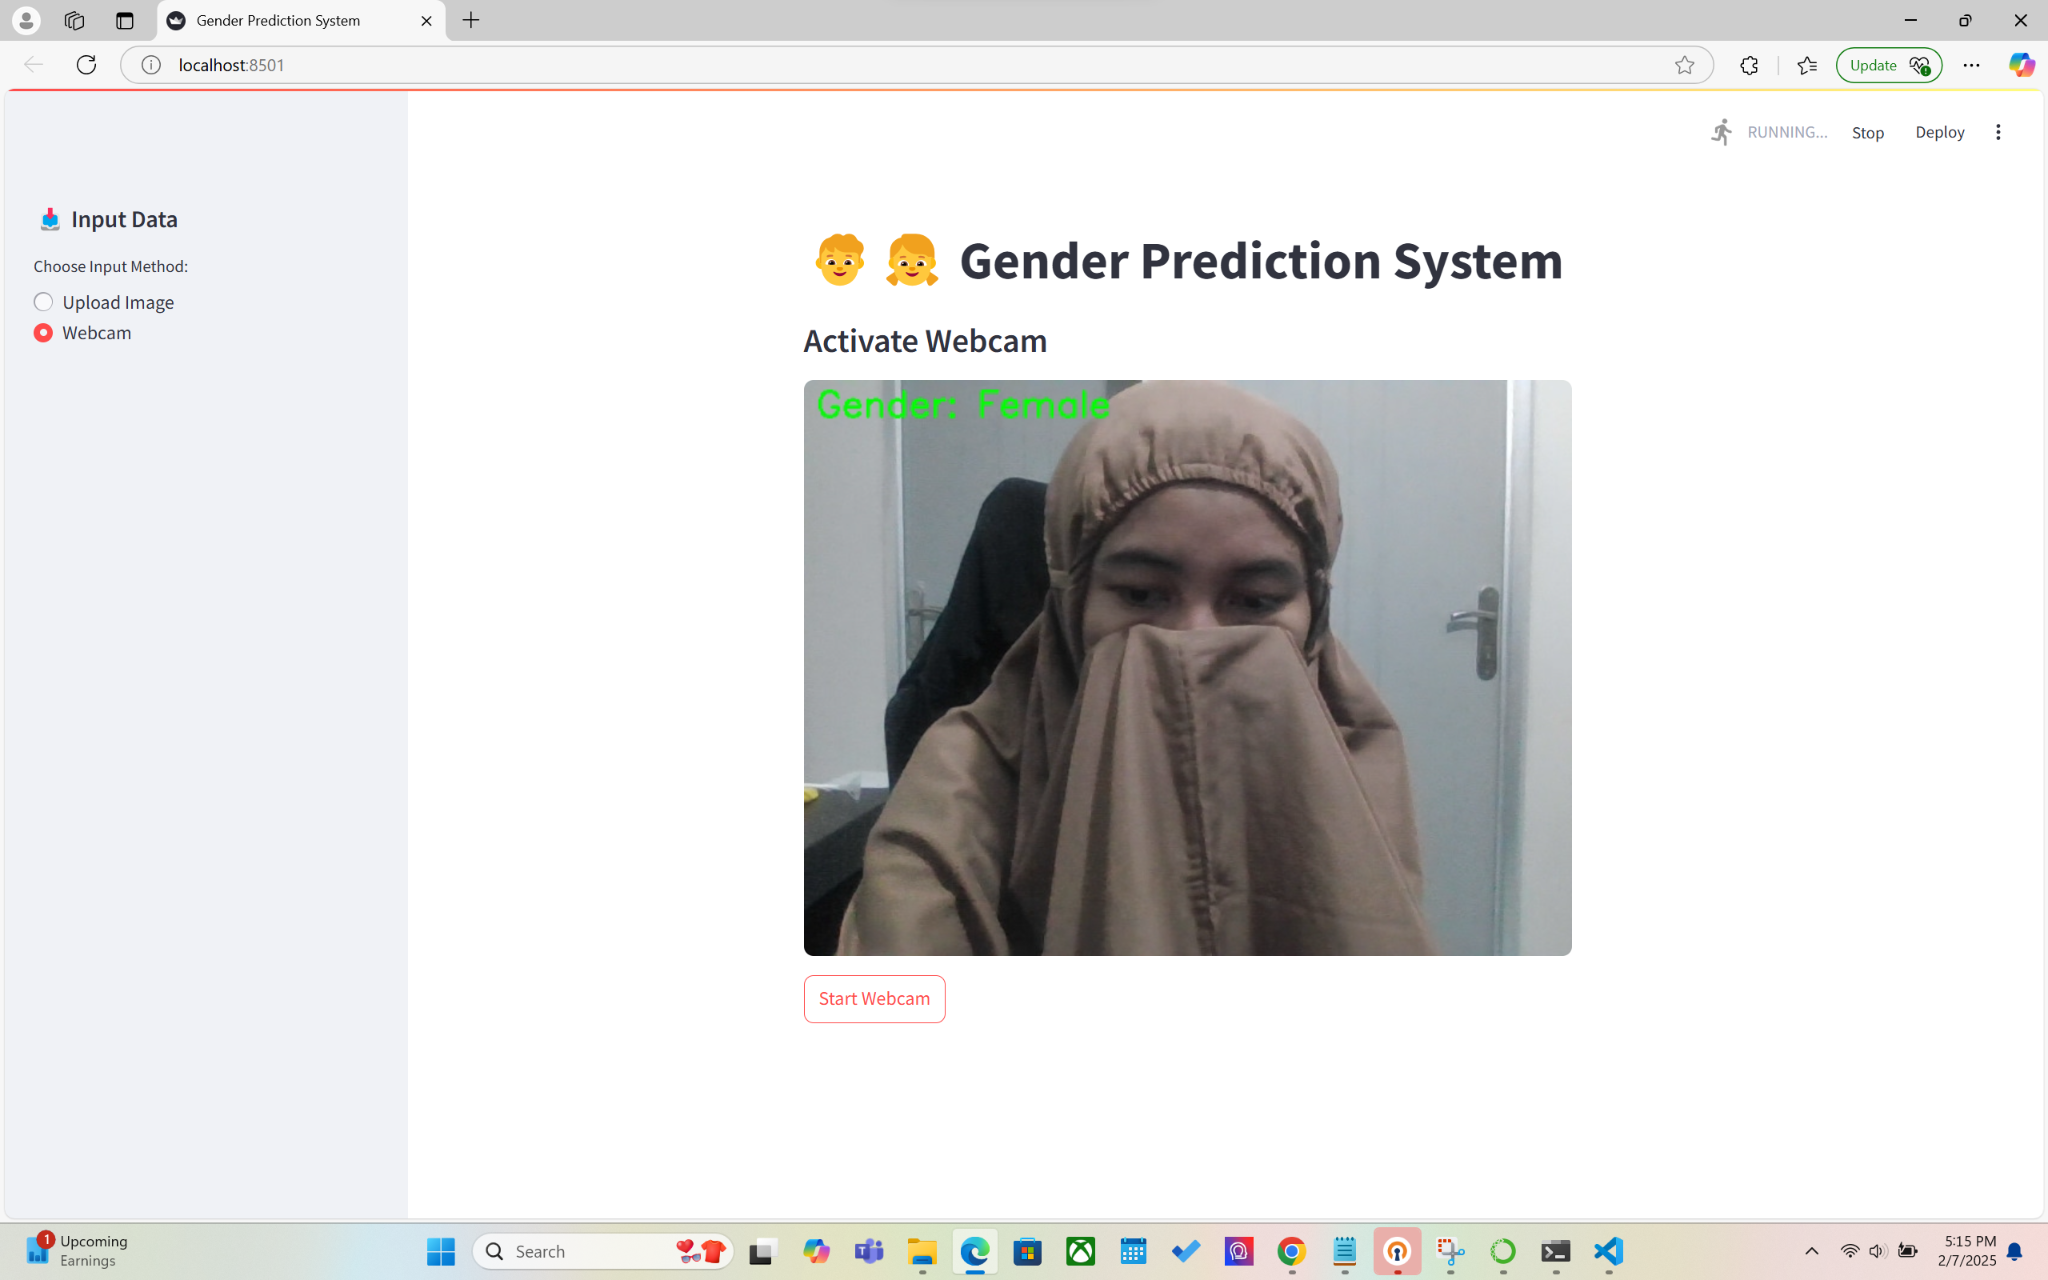 Gender Prediction System
localhost:8501
Update
RUNNING...
Stop
Deploy
Input Data
Choose Input Method:
Upload Image
Webcam
Gender Prediction System
Activate Webcam
Gender: Female
Start Webcam
1
Upcoming
Earnings
Search
5:15 PM
2/7/2025